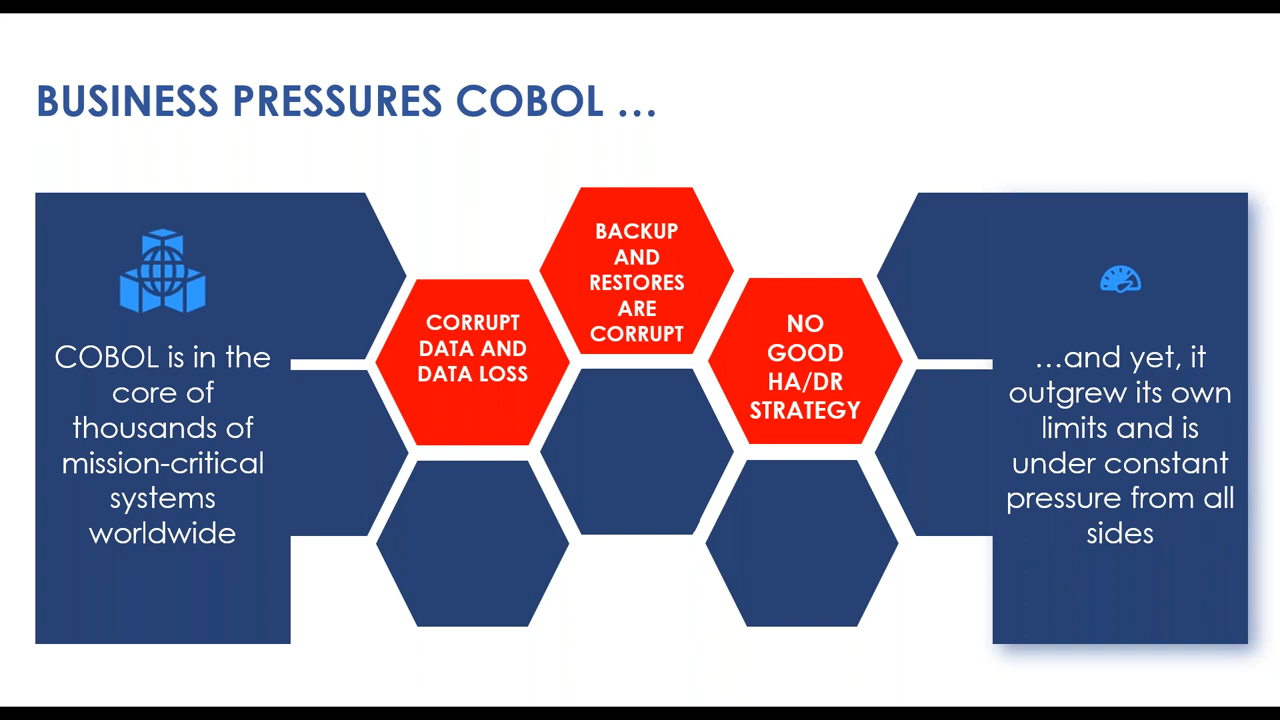 BUSINESS PRESSURES COBOL ...
COBOL is in the
core of
thousands of
mission-critical
systems
worldwide
CORRUPT
DATA AND
DATA LOSS
BACKUP
AND
RESTORES
ARE
CORRUPT
NO
GOOD
HA/DR
STRATEGY
...and yet, it
outgrew its own
limits and is
under constant
pressure from all
sides